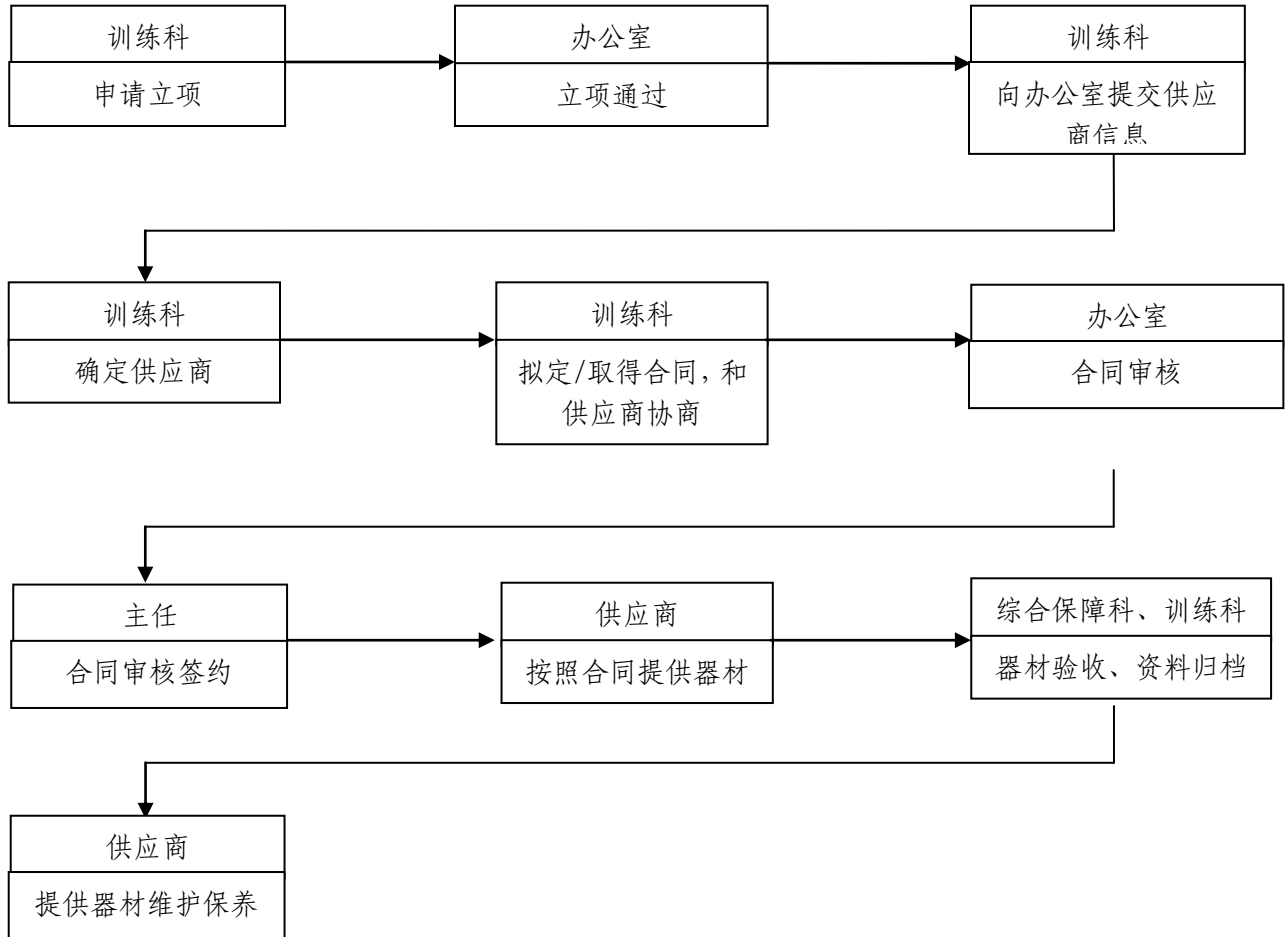 训练科
申请立项
办公室
立项通过
训练科
向办公室提交供应
商信息
训练科
确定供应商
训练科
拟定/取得合同,和
供应商协商
办公室
合同审核
主任
合同审核签约
供应商
按照合同提供器材
综合保障科、训练科
器材验收、资料归档
供应商
提供器材维护保养